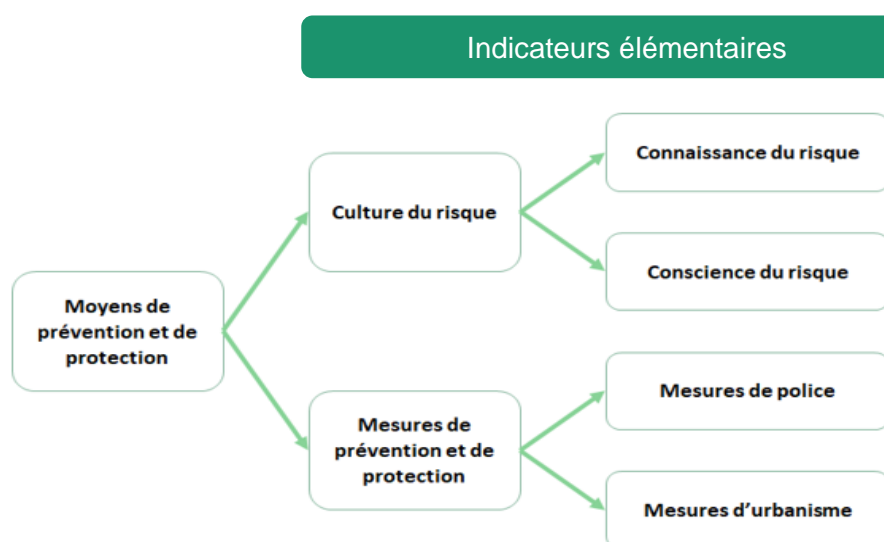 Indicateurs élémentaires
Connaissance du risque
Culture du risque
Conscience du risque
Moyens de
prévention et de
protection
Mesures de police
Mesures de
prévention et de
protection
Mesures d'urbanisme